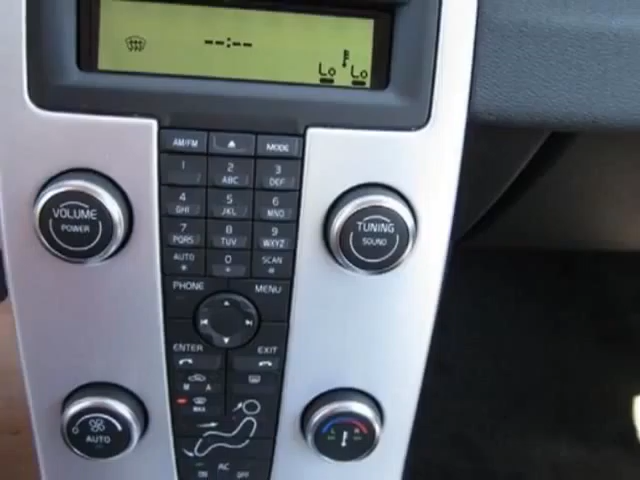 --:--
Lo Lo
AM/FM MODE
1 2 ABC 3 DEF
4 GHI 5 JKL 6 MNO
7 PQRS 8 TUV 9 WXYZ
AUTO 0 SCAN
VOLUME
POWER
TUNING
SOUND
PHONE MENU
ENTER EXIT
M A
MAX
AUTO
AC
ON OFF